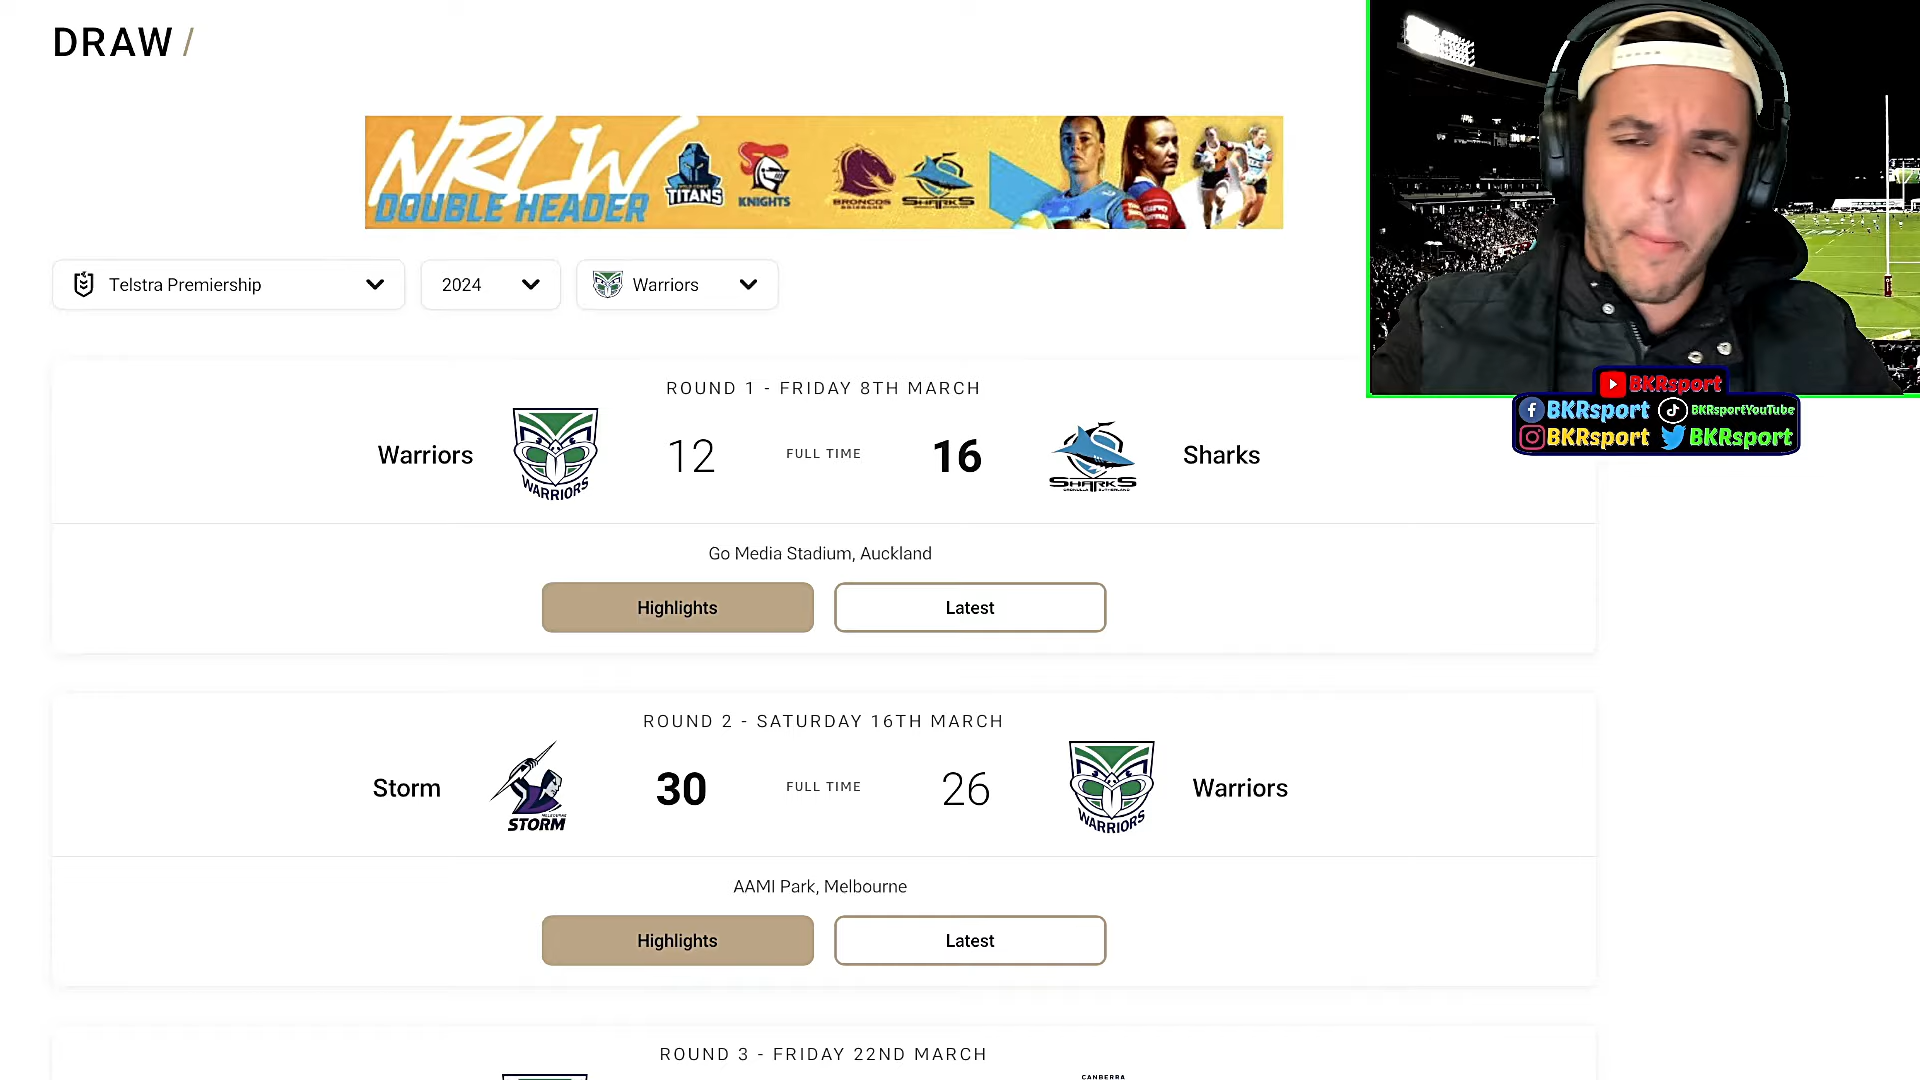 DRAW /
NRLW
DOUBLE HEADER
TITANS
KNIGHTS
BRONCOS
SHARKS
Telstra Premiership
2024
Warriors
BKRsport
BKRsport BKRsportYouTube
BKRsport BKRsport
ROUND 1 - FRIDAY 8TH MARCH
Warriors WARRIORS 12 FULL TIME 16 SHARKS Sharks
Go Media Stadium, Auckland
Highlights Latest
ROUND 2 - SATURDAY 16TH MARCH
Storm STORM 30 FULL TIME 26 WARRIORS Warriors
AAMI Park, Melbourne
Highlights Latest
ROUND 3 - FRIDAY 22ND MARCH
CANBERRA